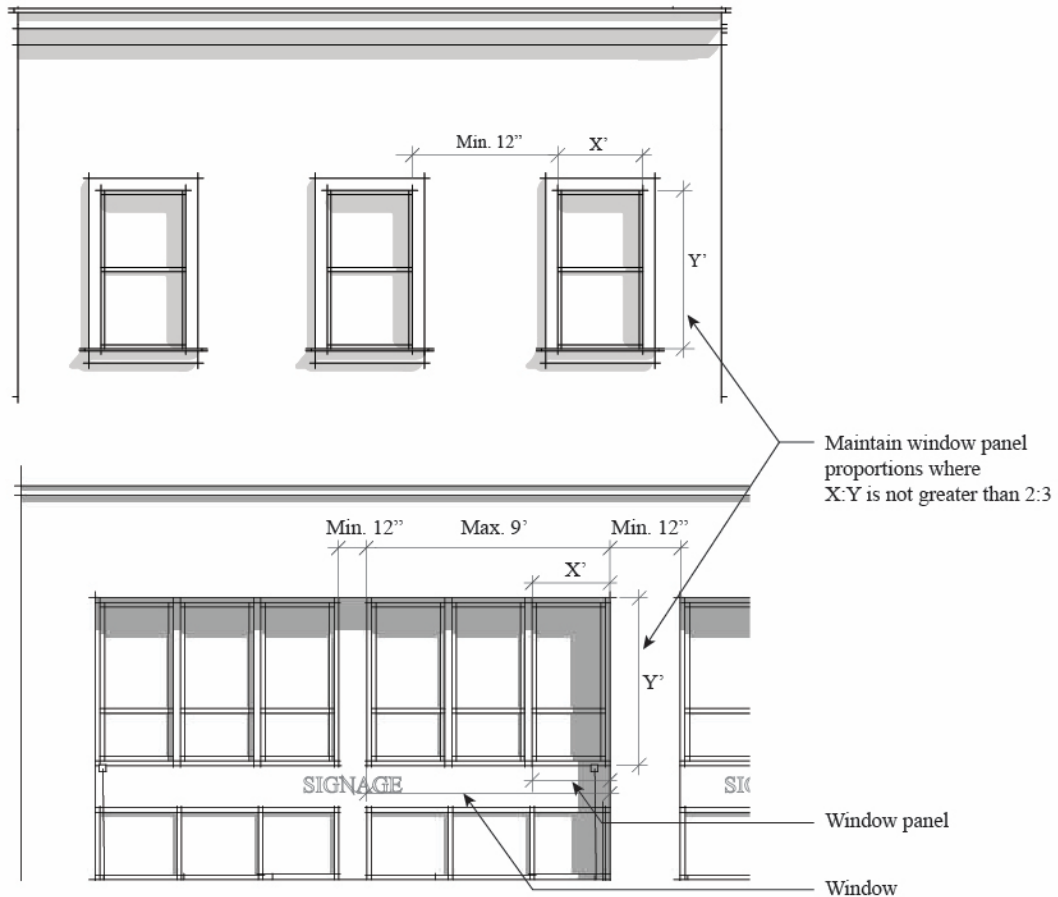 Min. 12”
X’
Y’
Maintain window panel
proportions where
X:Y is not greater than 2:3
Min. 12”
Max. 9’
Min. 12”
X’
Y’
SIGNAGE
SIG
Window panel
Window